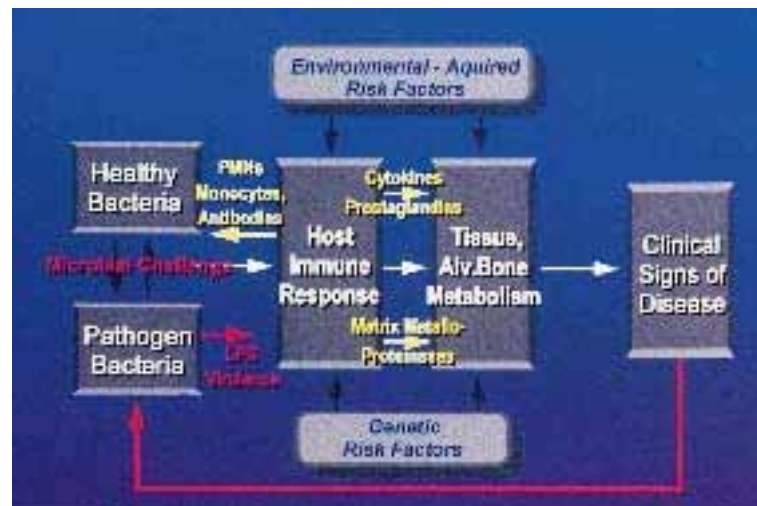 Environmental - Aquired
Risk Factors
Healthy
Bacteria
PMNs
Monocytes,
Antibodies
Cytokines
Prostaglandies
Host
Immune
Response
Tissue,
Alv.Bone
Metabolism
Clinical
Signs of
Disease
Microbial Challenge
Pathogen
Bacteria
LPS
Virulence
Matrix Metallo-
Proteinases
Genetic
Risk Factors